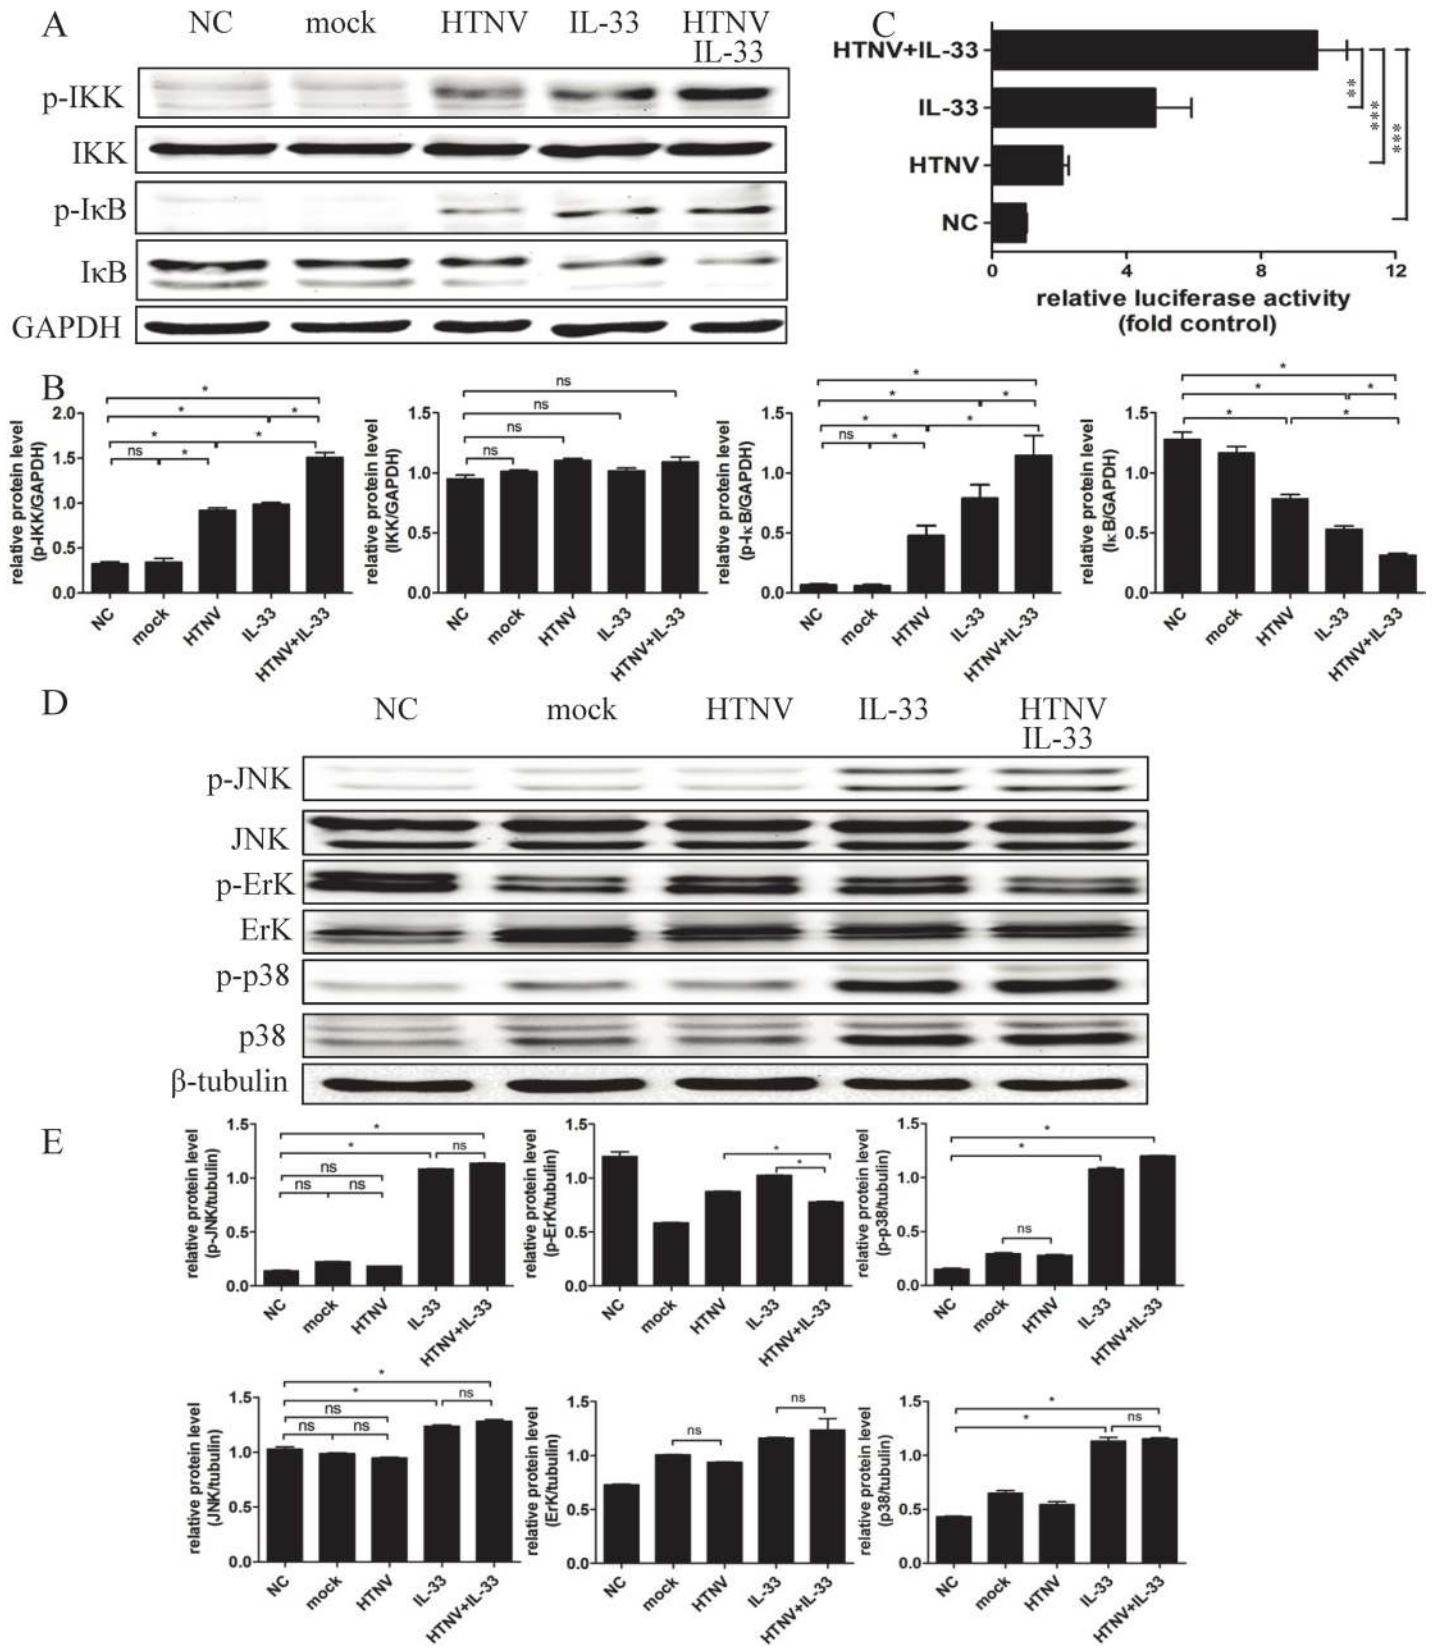 A
NC
mock
HTNV
IL-33
HTNV
IL-33
p-IKK
IKK
p-IκB
IκB
GAPDH
C
HTNV+IL-33
IL-33
HTNV
NC
**
***
***
0
4
8
12
relative luciferase activity
(fold control)
B
relative protein level
(p-IKK/GAPDH)
2.0
1.5
1.0
0.5
0.0
*
*
*
*
*
ns
*
NC
mock
HTNV
IL-33
HTNV+IL-33
relative protein level
(IKK/GAPDH)
1.5
1.0
0.5
0.0
ns
ns
ns
ns
NC
mock
HTNV
IL-33
HTNV+IL-33
relative protein level
(p-IκB/GAPDH)
1.5
1.0
0.5
0.0
*
*
*
*
*
ns
*
NC
mock
HTNV
IL-33
HTNV+IL-33
relative protein level
(IκB/GAPDH)
1.5
1.0
0.5
0.0
*
*
*
*
*
NC
mock
HTNV
IL-33
HTNV+IL-33
D
NC
mock
HTNV
IL-33
HTNV
IL-33
p-JNK
JNK
p-ErK
ErK
p-p38
p38
β-tubulin
E
relative protein level
(p-JNK/tubulin)
1.5
1.0
0.5
0.0
*
*
ns
ns
ns
ns
NC
mock
HTNV
IL-33
HTNV+IL-33
relative protein level
(p-ErK/tubulin)
1.5
1.0
0.5
0.0
*
*
NC
mock
HTNV
IL-33
HTNV+IL-33
relative protein level
(p-p38/tubulin)
1.5
1.0
0.5
0.0
*
*
ns
NC
mock
HTNV
IL-33
HTNV+IL-33
relative protein level
(JNK/tubulin)
1.5
1.0
0.5
0.0
*
*
ns
ns
ns
ns
NC
mock
HTNV
IL-33
HTNV+IL-33
relative protein level
(ErK/tubulin)
1.5
1.0
0.5
0.0
ns
ns
NC
mock
HTNV
IL-33
HTNV+IL-33
relative protein level
(p38/tubulin)
1.5
1.0
0.5
0.0
*
*
ns
NC
mock
HTNV
IL-33
HTNV+IL-33